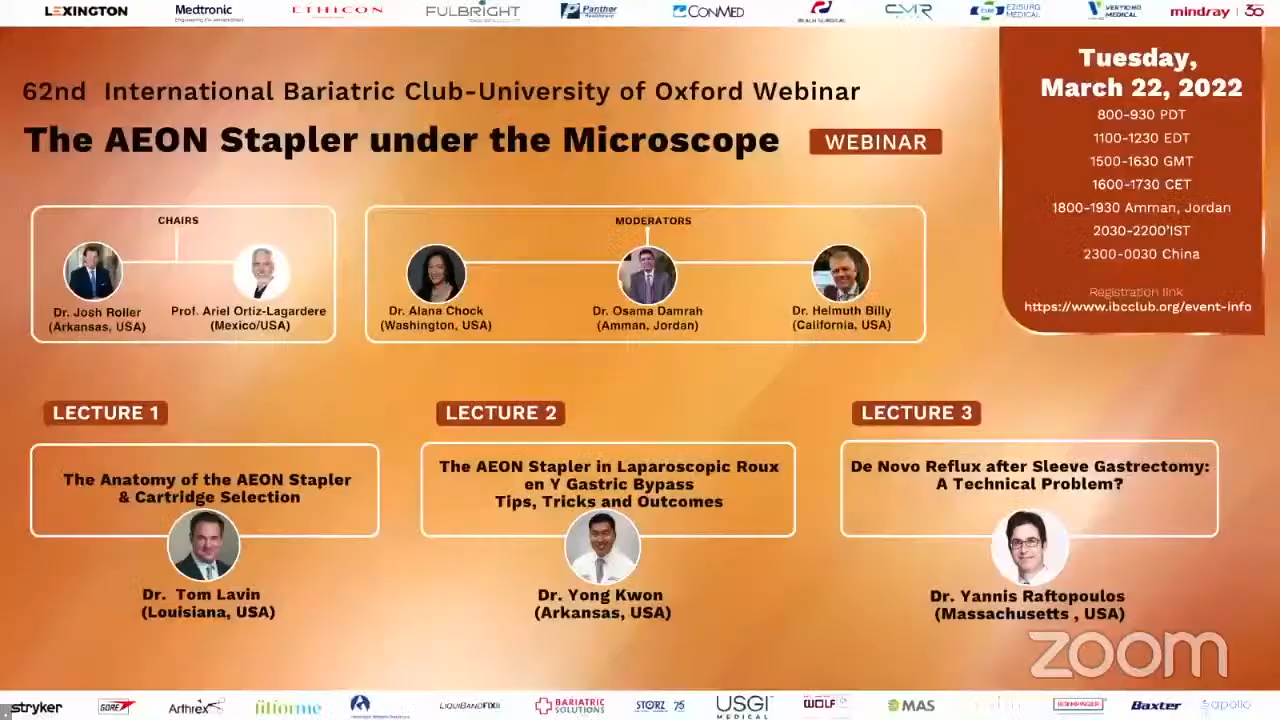 LEXINGTON
Medtronic
ETHICON
FULBRIGHT
Panther
Healthcare
CONMED
CMR
EZISURG
MEDICAL
MEDICAL
mindray
62nd International Bariatric Club-University of Oxford Webinar
The AEON Stapler under the Microscope
WEBINAR
Tuesday,
March 22, 2022
800-930 PDT
1100-1230 EDT
1500-1630 GMT
1600-1730 CET
1800-1930 Amman, Jordan
2030-2200'IST
2300-0030 China
Registration link
https://www.ibcclub.org/event-info
CHAIRS
Dr. Josh Roller
(Arkansas, USA)
Prof. Ariel Ortiz-Lagardere
(Mexico/USA)
MODERATORS
Dr. Alana Chock
(Washington, USA)
Dr. Osama Damrah
(Amman, Jordan)
Dr. Helmuth Billy
(California, USA)
LECTURE 1
The Anatomy of the AEON Stapler
& Cartridge Selection
Dr. Tom Lavin
(Louisiana, USA)
LECTURE 2
The AEON Stapler in Laparoscopic Roux
en Y Gastric Bypass
Tips, Tricks and Outcomes
Dr. Yong Kwon
(Arkansas, USA)
LECTURE 3
De Novo Reflux after Sleeve Gastrectomy:
A Technical Problem?
Dr. Yannis Raftopoulos
(Massachusetts , USA)
zoom
stryker
GORE
Arthrex
LIQUIBANDFIX8
BARIATRIC
SOLUTIONS
STORZ
USGI
MEDICAL
WOLF
MAS
Baxter
apollo